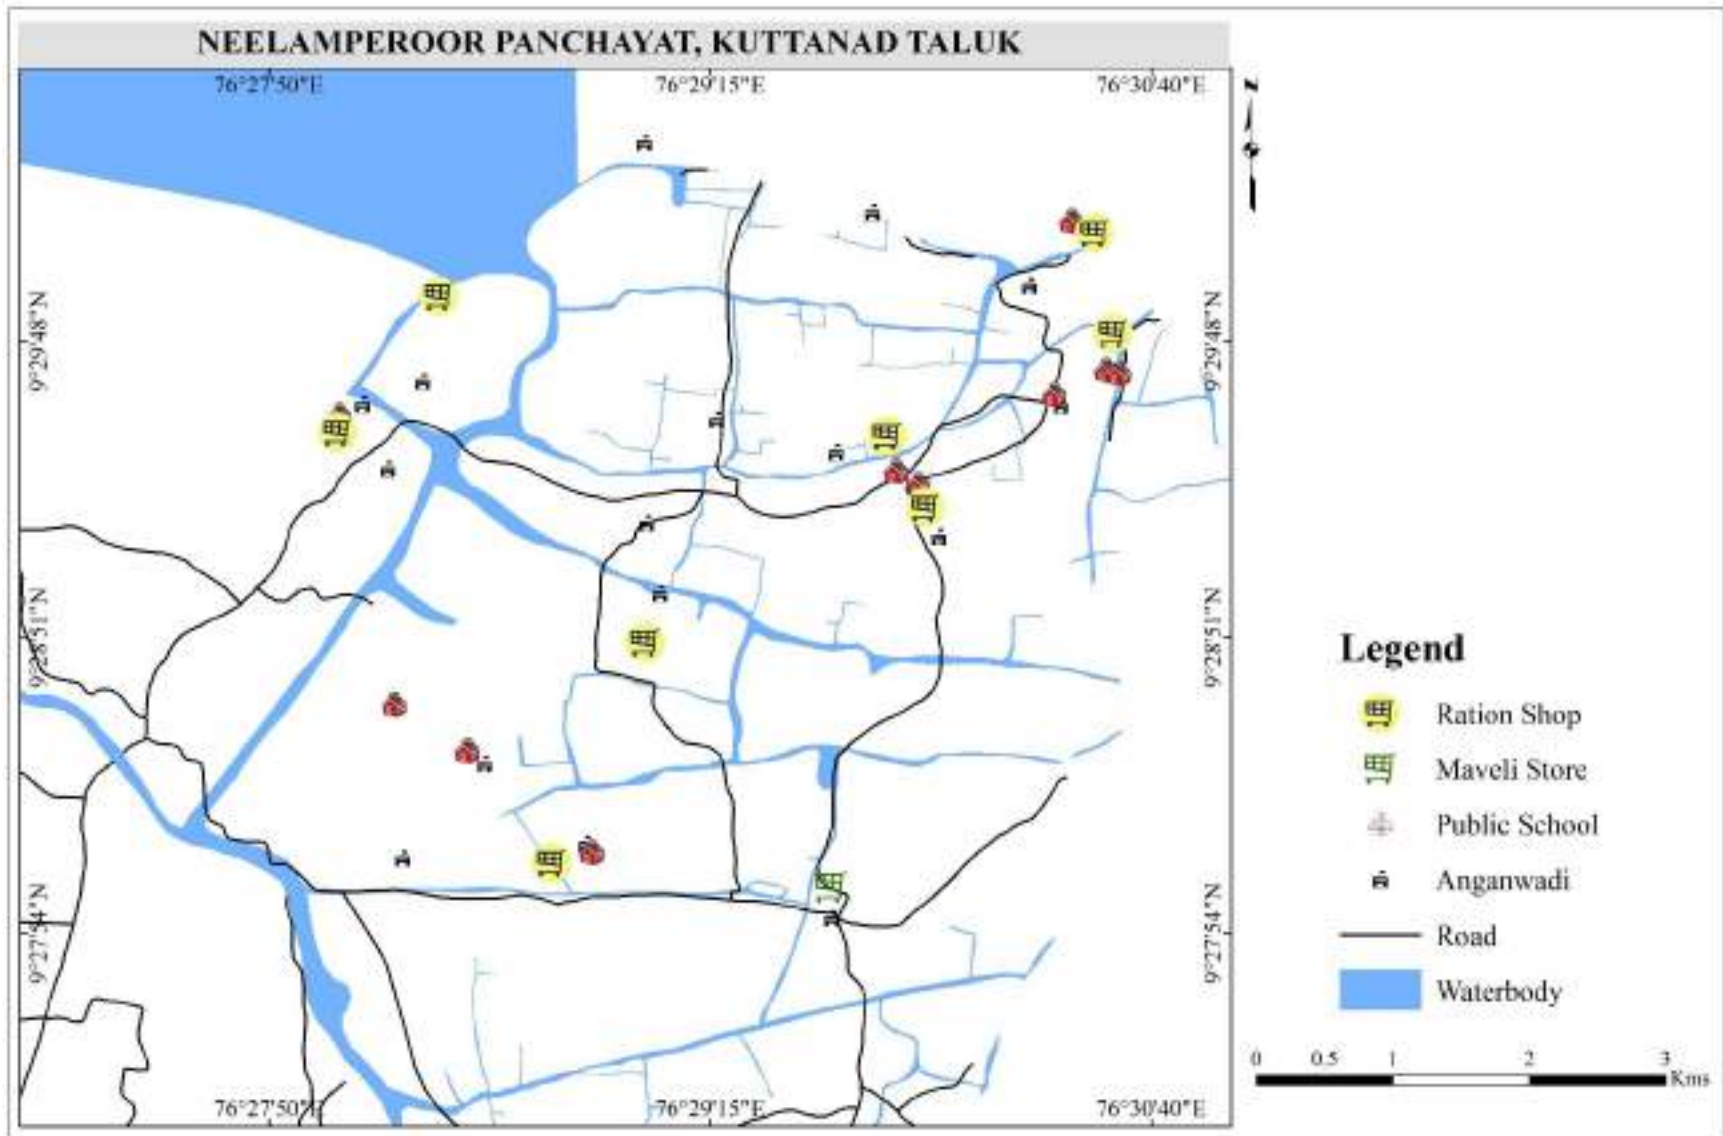 NEELAMPEROOR PANCHAYAT, KUTTANAD TALUK
76°27'50"E 76°29'15"E 76°30'40"E
Z
9°29'48"N 9°29'48"N
9°28'51"N 9°28'51"N
9°27'54"N 9°27'54"N
76°27'50"E 76°29'15"E 76°30'40"E
Legend
Ration Shop
Maveli Store
Public School
Anganwadi
Road
Waterbody
0 0.5 1 2 3
Kms